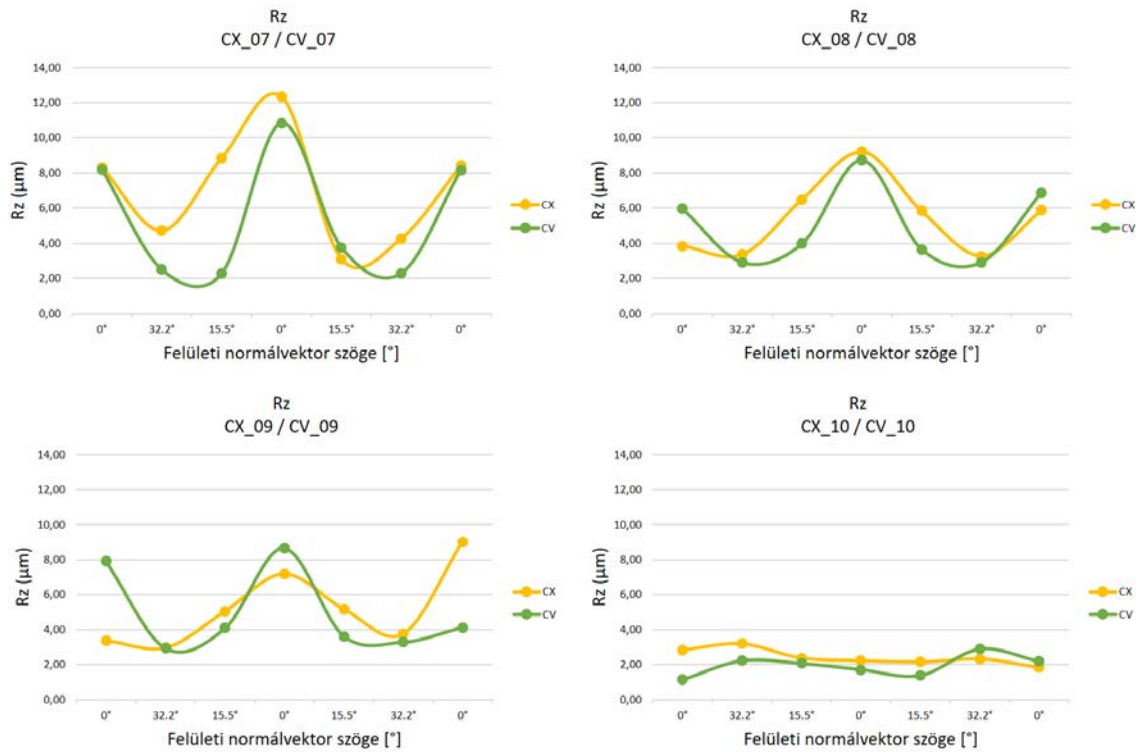 Rz
CX_07 / CV_07
14,00
12,00
10,00
8,00
6,00
4,00
2,00
0,00
Rz (µm)
0° 32.2° 15.5° 0° 15.5° 32.2° 0°
Felületi normálvektor szöge [°]
CX
CV
Rz
CX_08 / CV_08
14,00
12,00
10,00
8,00
6,00
4,00
2,00
0,00
Rz (µm)
0° 32.2° 15.5° 0° 15.5° 32.2° 0°
Felületi normálvektor szöge [°]
CX
CV
Rz
CX_09 / CV_09
14,00
12,00
10,00
8,00
6,00
4,00
2,00
0,00
Rz (µm)
0° 32.2° 15.5° 0° 15.5° 32.2° 0°
Felületi normálvektor szöge [°]
CX
CV
Rz
CX_10 / CV_10
14,00
12,00
10,00
8,00
6,00
4,00
2,00
0,00
Rz (µm)
0° 32.2° 15.5° 0° 15.5° 32.2° 0°
Felületi normálvektor szöge [°]
CX
CV